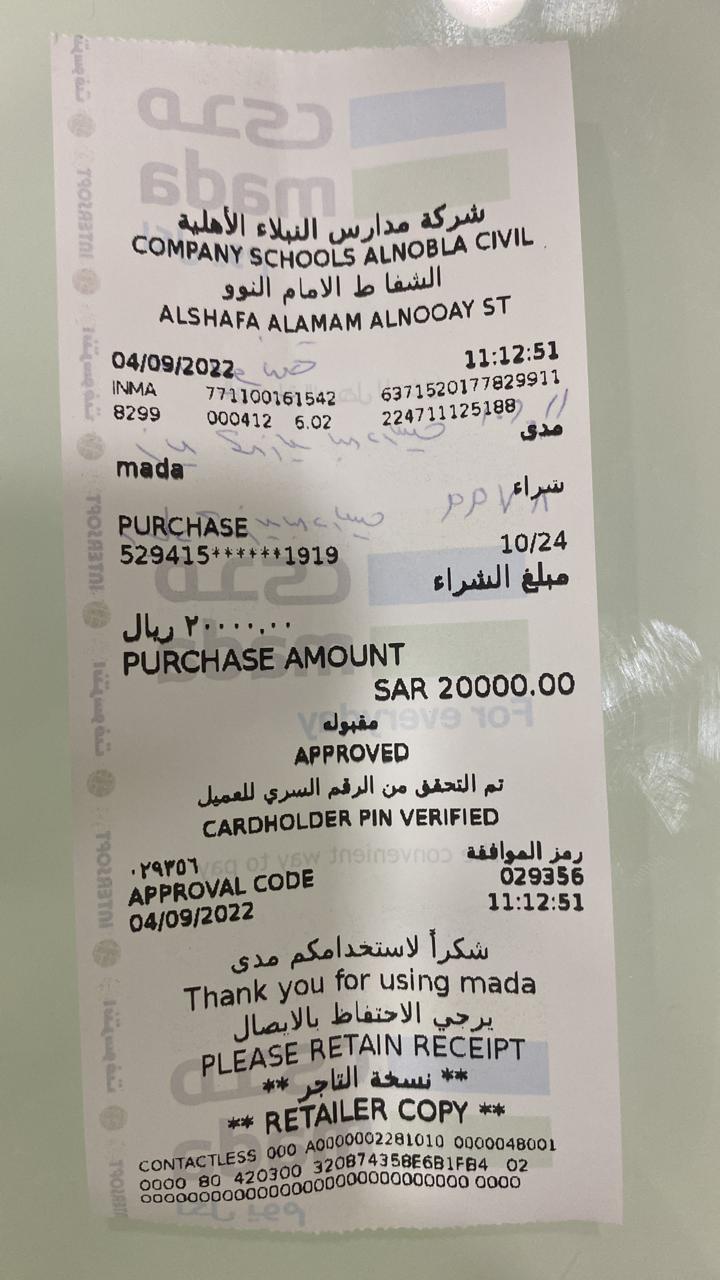 شركة مدارس النبلاء الأهلية
COMPANY SCHOOLS ALNOBLA CIVIL
الشفا ط الامام النوو
ALSHAFA ALAMAM ALNOOAY ST
04/09/2022 11:12:51
INMA 771100161542 6371520177829911
8299 000412 6.02 224711125188
مدى
mada
شراء
PURCHASE
529415******1919 10/24
مبلغ الشراء
٢٠٠٠٠.٠٠ ريال
PURCHASE AMOUNT
SAR 20000.00
مقبوله
APPROVED
تم التحقق من الرقم السري للعميل
CARDHOLDER PIN VERIFIED
رمز الموافقة
٠٢٩٣٥٦
APPROVAL CODE 029356
04/09/2022 11:12:51
شكراً لاستخدامكم مدى
Thank you for using mada
يرجي الاحتفاظ بالايصال
PLEASE RETAIN RECEIPT
** نسخة التاجر **
** RETAILER COPY **
CONTACTLESS 000 A0000002281010 0000048001
0000 80 420300 320874358E6B1FB4 02